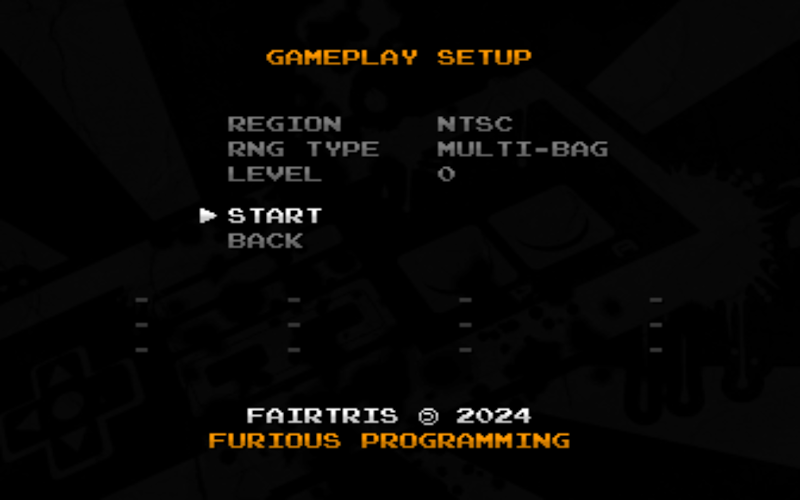 GAMEPLAY SETUP
REGION NTSC
RNG TYPE MULTI-BAG
LEVEL 0
START
BACK
- - - -
- - - -
- - - -
FAIRTRIS © 2024
FURIOUS PROGRAMMING